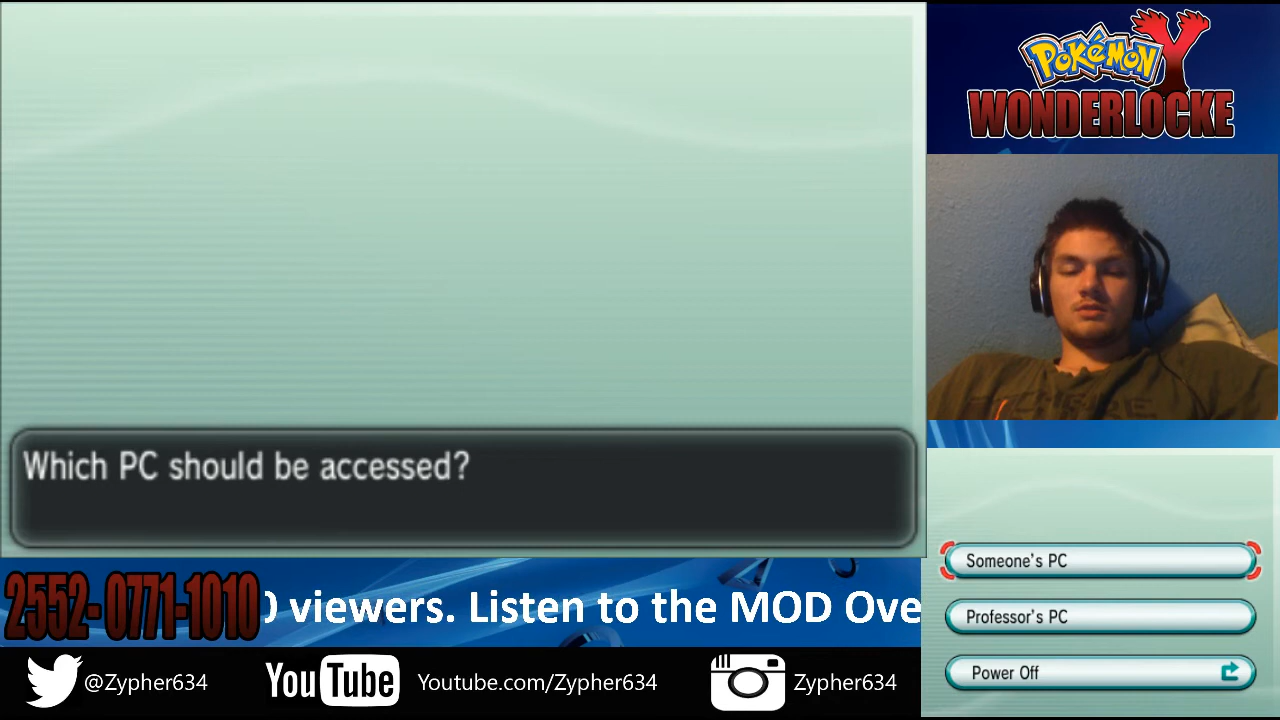 POKéMON Y
WONDERLOCKE
Which PC should be accessed?
Someone's PC
Professor's PC
Power Off
2552-0771-1010
viewers. Listen to the MOD Ove
@Zypher634
YouTube
Youtube.com/Zypher634
Zypher634